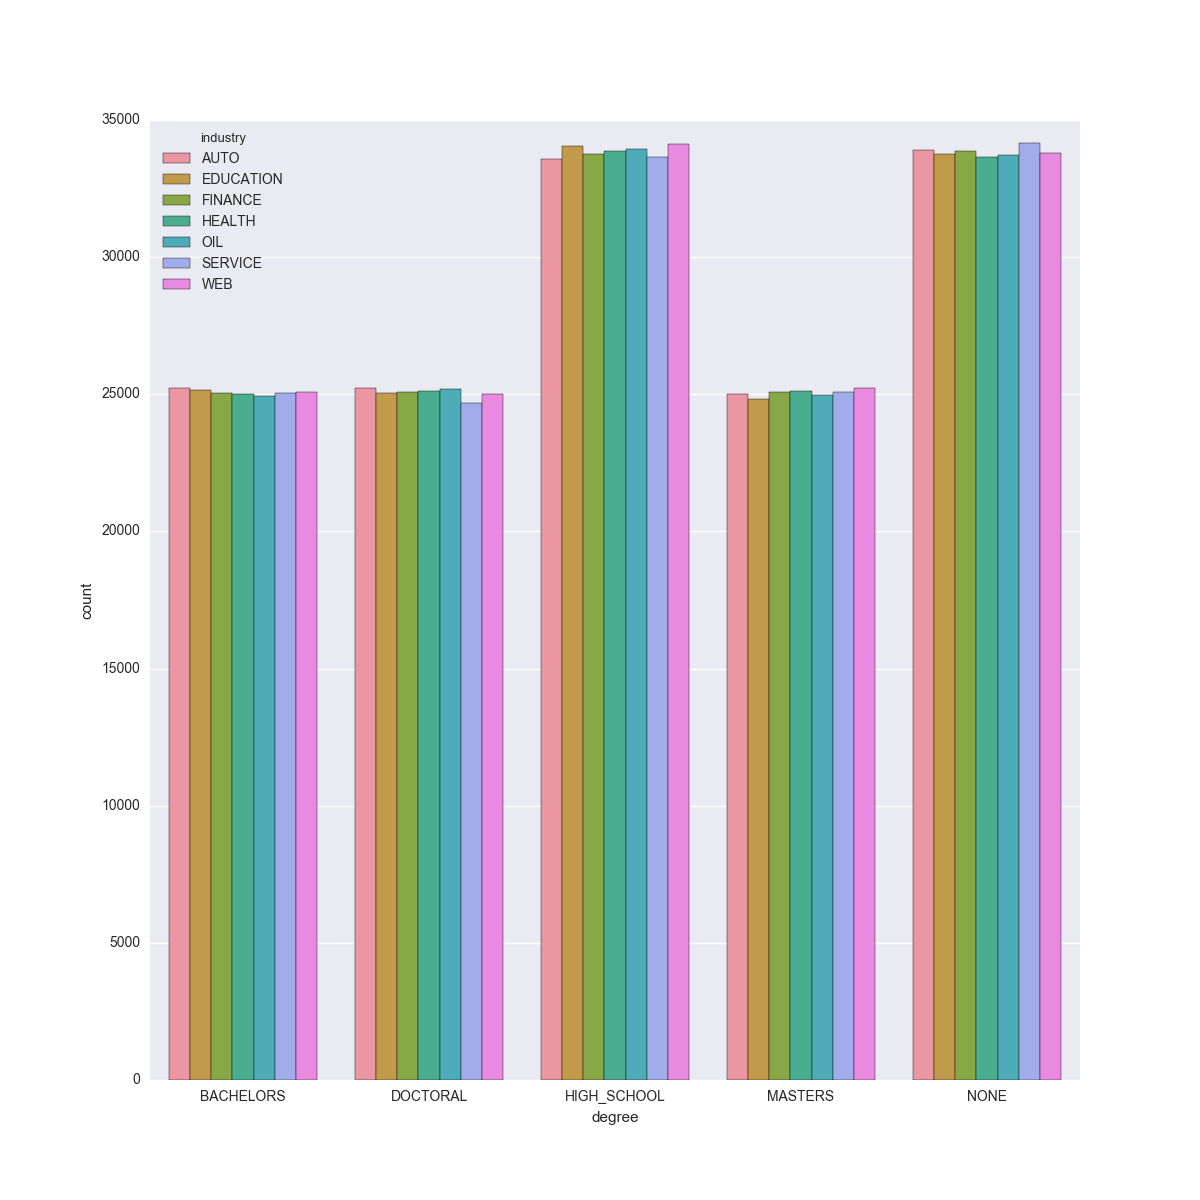 35000
30000
25000
20000
15000
10000
5000
0
count
industry
AUTO
EDUCATION
FINANCE
HEALTH
OIL
SERVICE
WEB
BACHELORS DOCTORAL HIGH_SCHOOL MASTERS NONE
degree